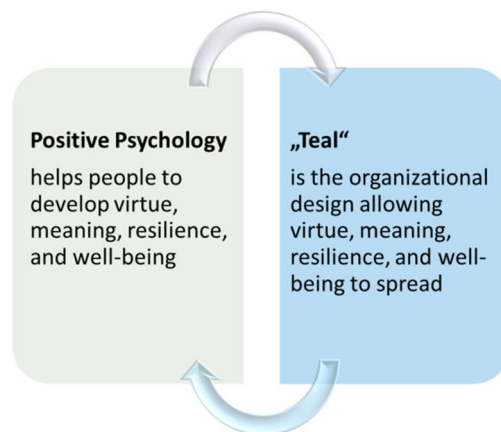 Positive Psychology
helps people to
develop virtue,
meaning, resilience,
and well-being
„Teal“
is the organizational
design allowing
virtue, meaning,
resilience, and well-
being to spread